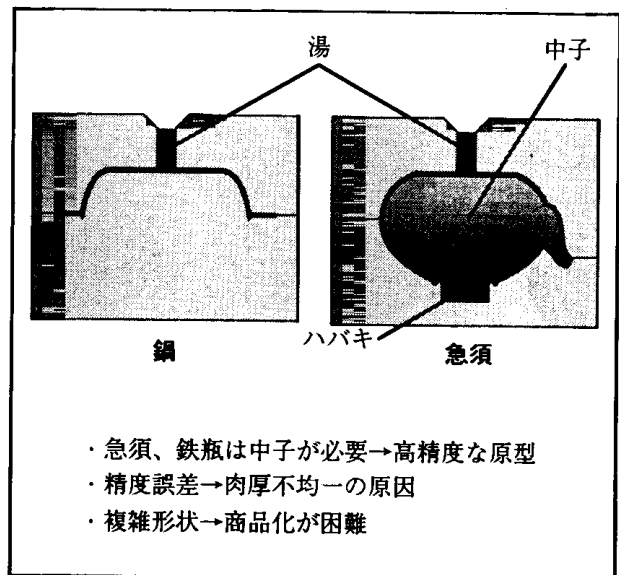 湯
中子
ハバキ
鍋
急須
・急須、鉄瓶は中子が必要→高精度な原型
・精度誤差→肉厚不均一の原因
・複雑形状→商品化が困難